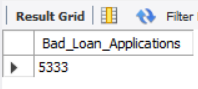 Result Grid Filter
Bad_Loan_Applications
5333